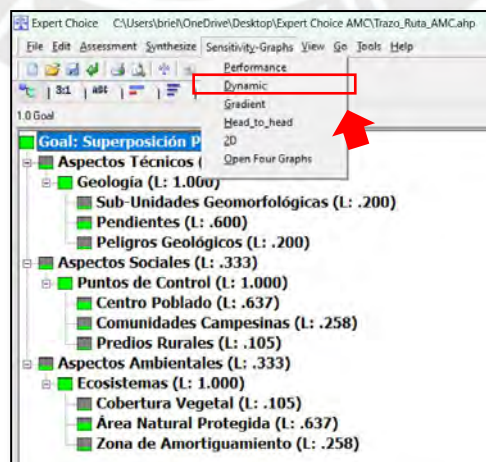 Expert Choice C:\Users\briel\OneDrive\Desktop\Expert Choice AMC\Trazo_Ruta_AMC.ahp
File Edit Assessment Synthesize Sensitivity-Graphs View Go Tools Help
Performance
3:1 ABC
Dynamic
Gradient
1.0 Goal
Head_to_head
2D
Open Four Graphs
Goal: Superposición P
Aspectos Técnicos (
Geología (L: 1.000)
Sub-Unidades Geomorfológicas (L: .200)
Pendientes (L: .600)
Peligros Geológicos (L: .200)
Aspectos Sociales (L: .333)
Puntos de Control (L: 1.000)
Centro Poblado (L: .637)
Comunidades Campesinas (L: .258)
Predios Rurales (L: .105)
Aspectos Ambientales (L: .333)
Ecosistemas (L: 1.000)
Cobertura Vegetal (L: .105)
Área Natural Protegida (L: .637)
Zona de Amortiguamiento (L: .258)